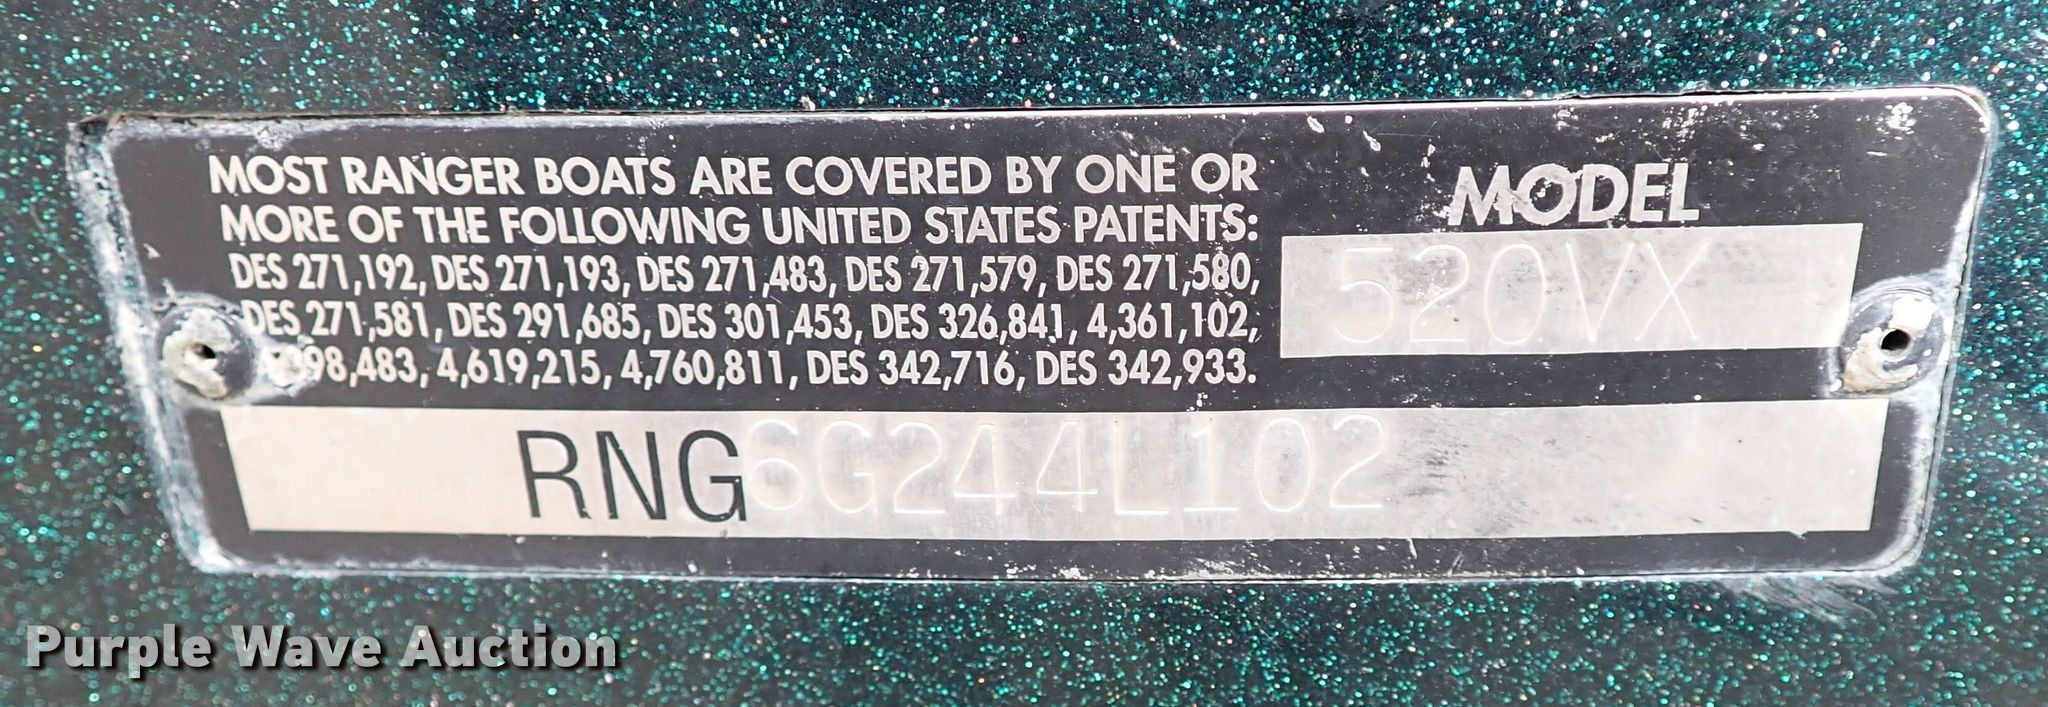 MOST RANGER BOATS ARE COVERED BY ONE OR
MORE OF THE FOLLOWING UNITED STATES PATENTS:
DES 271,192, DES 271,193, DES 271,483, DES 271,579, DES 271,580,
DES 271,581, DES 291,685, DES 301,453, DES 326,841, 4,361,102,
4,619,215, 4,760,811, DES 342,716, DES 342,933.
MODEL
520VX
RNG6G244L102
Purple Wave Auction